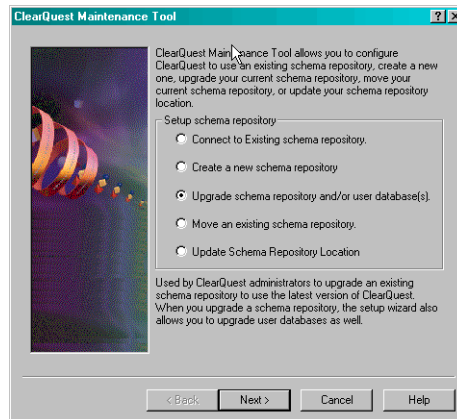 ClearQuest Maintenance Tool
ClearQuest Maintenance Tool allows you to configure
ClearQuest to use an existing schema repository, create a new
one, upgrade your current schema repository, move your
current schema repository, or update your schema repository
location.
Setup schema repository
Connect to Existing schema repository.
Create a new schema repository
Upgrade schema repository and/or user database(s).
Move an existing schema repository.
Update Schema Repository Location
Used by ClearQuest administrators to upgrade an existing
schema repository to use the latest version of ClearQuest.
When you upgrade a schema repository, the setup wizard also
allows you to upgrade user databases as well.
< Back
Next >
Cancel
Help